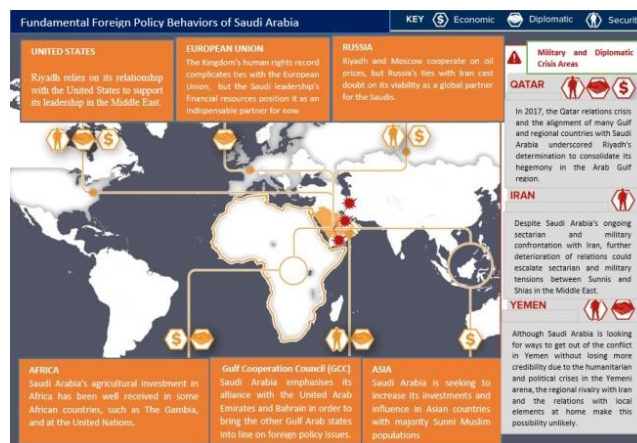 Fundamental Foreign Policy Behaviors of Saudi Arabia
KEY Economic Diplomatic Securit
UNITED STATES
Riyadh relies on its relationship
with the United States to support
its leadership in the Middle East.
EUROPEAN UNION
The Kingdom's human rights record
complicates ties with the European
Union, but the Saudi leadership's
financial resources position it as an
indispensable partner for now
RUSSIA
Riyadh and Moscow cooperate on oil
prices, but Russia's ties with Iran cast
doubt on its viability as a global partner
for the Saudis.
Military and Diplomatic
Crisis Areas
QATAR
In 2017, the Qatar relations crisis
and the alignment of many Gulf
and regional countries with Saudi
Arabia underscored Riyadh's
determination to consolidate its
hegemony in the Arab Gulf
region.
IRAN
Despite Saudi Arabia's ongoing
sectarian and military
confrontation with Iran, further
deterioration of relations could
escalate sectarian and military
tensions between Sunnis and
Shias in the Middle East.
YEMEN
Although Saudi Arabia is looking
for ways to get out of the conflict
in Yemen without losing more
credibility due to the humanitarian
and political crises in the Yemeni
arena, the regional rivalry with Iran
and the relations with local
elements at home make this
possibility unlikely.
AFRICA
Saudi Arabia's agricultural investment in
Africa has been well received in some
African countries, such as The Gambia,
and at the United Nations.
Gulf Cooperation Council (GCC)
Saudi Arabia emphasises its
alliance with the United Arab
Emirates and Bahrain in order to
bring the other Gulf Arab states
into line on foreign policy issues.
ASIA
Saudi Arabia is seeking to
increase its investments and
influence in Asian countries
with majority Sunni Muslim
populations